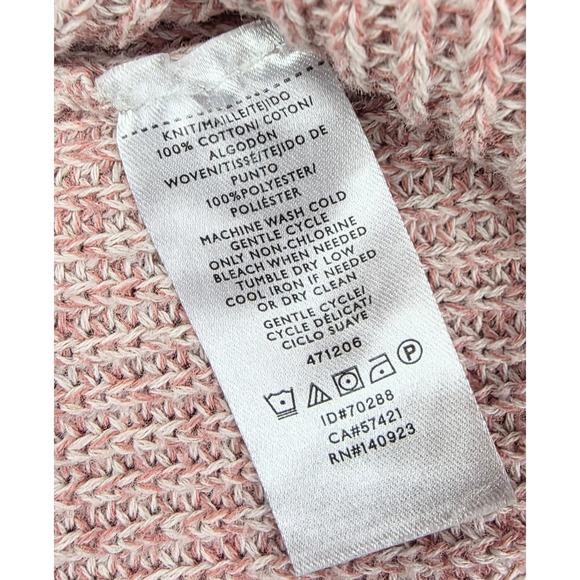 KNIT/MAILLE/TEJIDO
100% COTTON/ COTON/
ALGODÓN
WOVEN/TISSÉ/TEJIDO DE
PUNTO
100%POLYESTER/
POLIÉSTER
MACHINE WASH COLD
GENTLE CYCLE
ONLY NON-CHLORINE
BLEACH WHEN NEEDED
TUMBLE DRY LOW
COOL IRON IF NEEDED
OR DRY CLEAN
GENTLE CYCLE/
CYCLE DÉLICAT/
CICLO SUAVE
471206
P
ID#70288
CA#57421
RN#140923